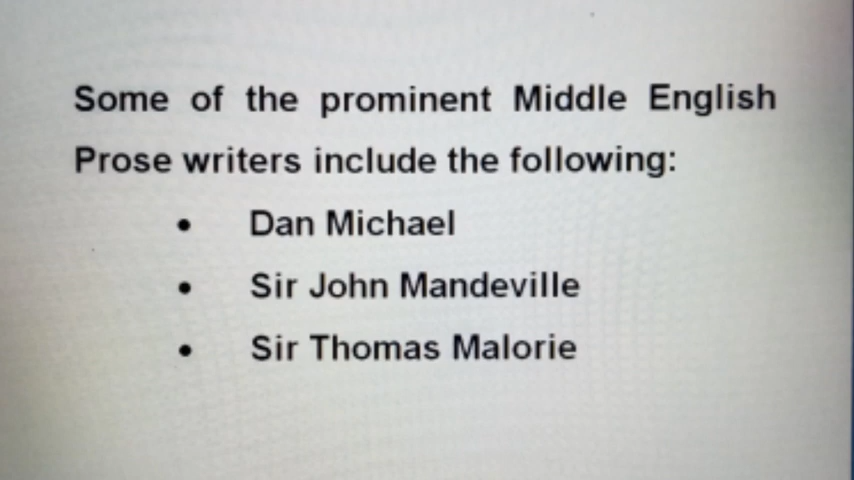 Some of the prominent Middle English
Prose writers include the following:
• Dan Michael
• Sir John Mandeville
• Sir Thomas Malorie